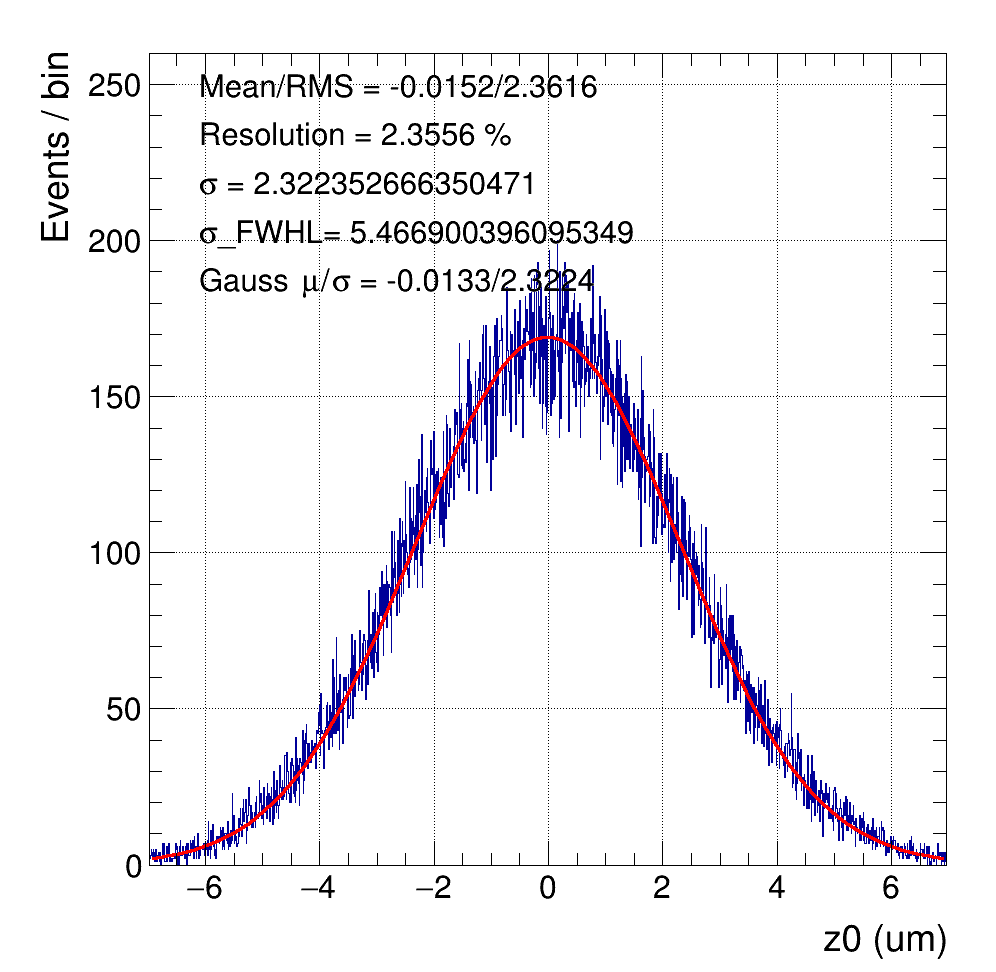 Events / bin
250
200
150
100
50
0
Mean/RMS = -0.0152/2.3616
Resolution = 2.3556 %
σ = 2.322352666350471
σ_FWHL= 5.466900396095349
Gauss μ/σ = -0.0133/2.3224
−6 −4 −2 0 2 4 6
z0 (um)